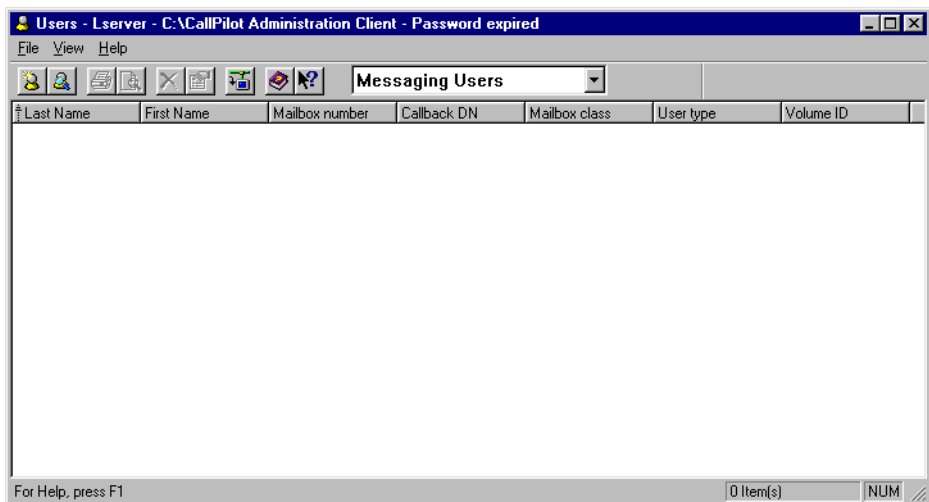 Users - Lserver - C:\CallPilot Administration Client - Password expired
File View Help
Messaging Users
Last Name First Name Mailbox number Callback DN Mailbox class User type Volume ID
For Help, press F1 0 Item(s) NUM